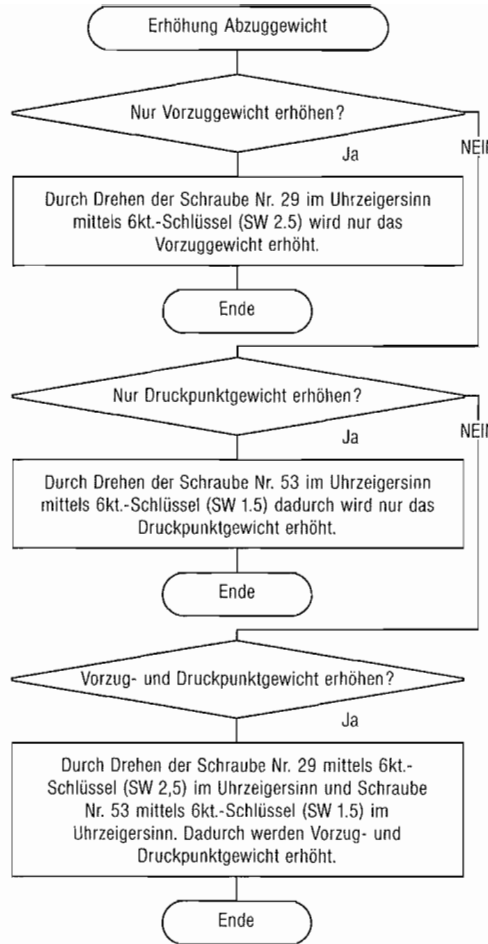 Erhöhung Abzuggewicht
Nur Vorzuggewicht erhöhen?
Ja
NEIN
Durch Drehen der Schraube Nr. 29 im Uhrzeigersinn
mittels 6kt.-Schlüssel (SW 2.5) wird nur das
Vorzuggewicht erhöht.
Ende
Nur Druckpunktgewicht erhöhen?
Ja
NEIN
Durch Drehen der Schraube Nr. 53 im Uhrzeigersinn
mittels 6kt.-Schlüssel (SW 1.5) dadurch wird nur das
Druckpunktgewicht erhöht.
Ende
Vorzug- und Druckpunktgewicht erhöhen?
Ja
Durch Drehen der Schraube Nr. 29 mittels 6kt.-
Schlüssel (SW 2,5) im Uhrzeigersinn und Schraube
Nr. 53 mittels 6kt.-Schlüssel (SW 1.5) im
Uhrzeigersinn. Dadurch werden Vorzug- und
Druckpunktgewicht erhöht.
Ende